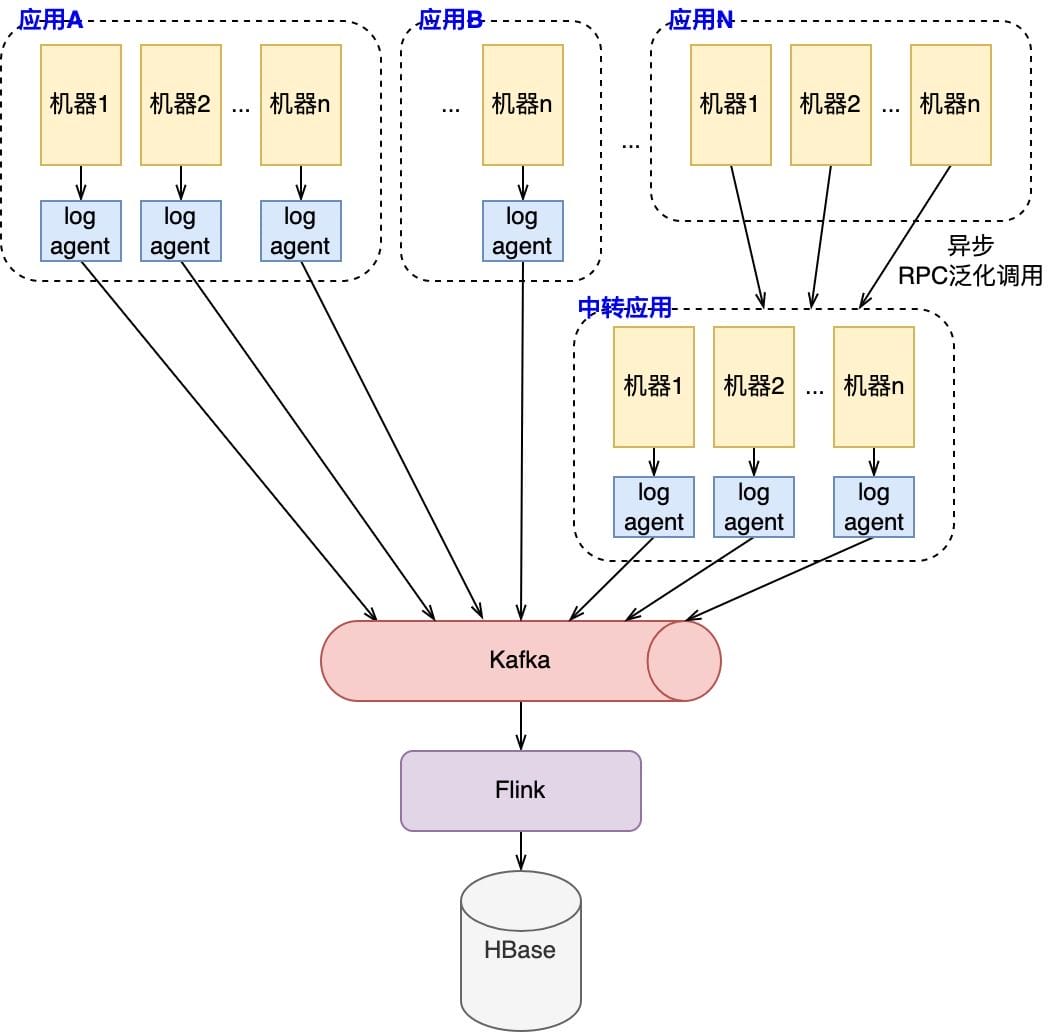 应用A
机器1
机器2
...
机器n
log
agent
log
agent
log
agent
应用B
...
机器n
log
agent
...
应用N
机器1
机器2
...
机器n
异步
RPC泛化调用
中转应用
机器1
机器2
...
机器n
log
agent
log
agent
log
agent
Kafka
Flink
HBase